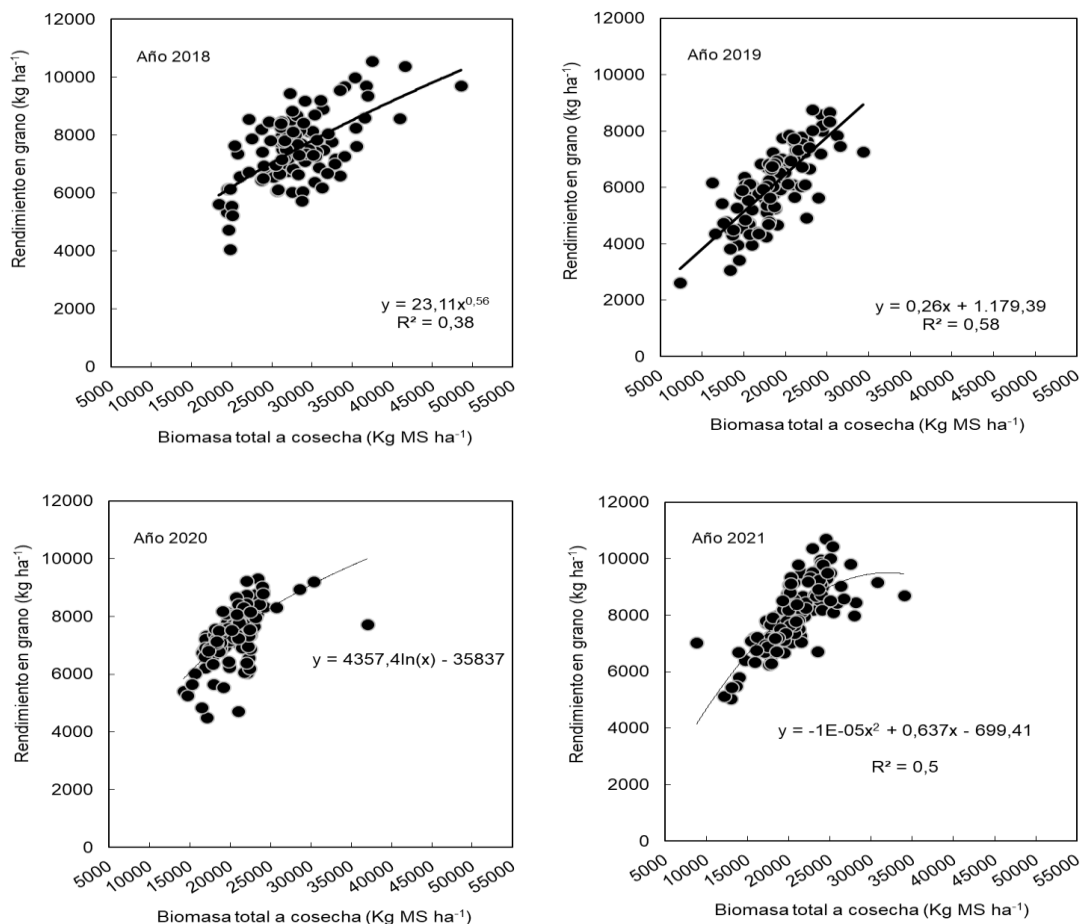 12000
10000
8000
6000
4000
2000
0
Rendimiento en grano (kg ha⁻¹)
Año 2018
y = 23,11x^0,56
R² = 0,38
5000 10000 15000 20000 25000 30000 35000 40000 45000 50000 55000
Biomasa total a cosecha (Kg MS ha⁻¹)
12000
10000
8000
6000
4000
2000
0
Rendimiento en grano (kg ha⁻¹)
Año 2019
y = 0,26x + 1.179,39
R² = 0,58
5000 10000 15000 20000 25000 30000 35000 40000 45000 50000 55000
Biomasa total a cosecha (Kg MS ha⁻¹)
12000
10000
8000
6000
4000
2000
0
Rendimiento en grano (kg ha⁻¹)
Año 2020
y = 4357,4ln(x) - 35837
5000 10000 15000 20000 25000 30000 35000 40000 45000 50000 55000
Biomasa total a cosecha (Kg MS ha⁻¹)
12000
10000
8000
6000
4000
2000
0
Rendimiento en grano (kg ha⁻¹)
Año 2021
y = -1E-05x² + 0,637x - 699,41
R² = 0,5
5000 10000 15000 20000 25000 30000 35000 40000 45000 50000 55000
Biomasa total a cosecha (Kg MS ha⁻¹)